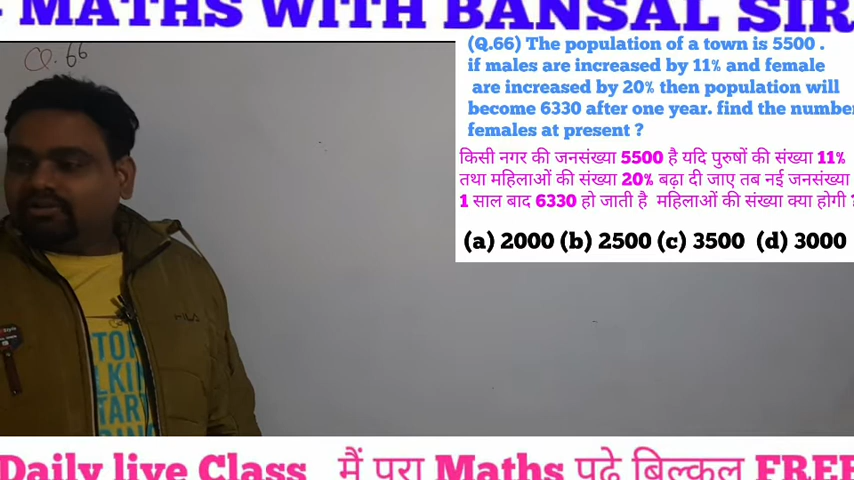 - MATHS WITH BANSAL SIR
Q.66
(Q.66) The population of a town is 5500 .
if males are increased by 11% and female
are increased by 20% then population will
become 6330 after one year. find the number
females at present ?
किसी नगर की जनसंख्या 5500 है यदि पुरुषों की संख्या 11%
तथा महिलाओं की संख्या 20% बढ़ा दी जाए तब नई जनसंख्या
1 साल बाद 6330 हो जाती है महिलाओं की संख्या क्या होगी ?
(a) 2000 (b) 2500 (c) 3500 (d) 3000
Daily live Class में पूरा Maths पढ़े बिल्कुल FREE